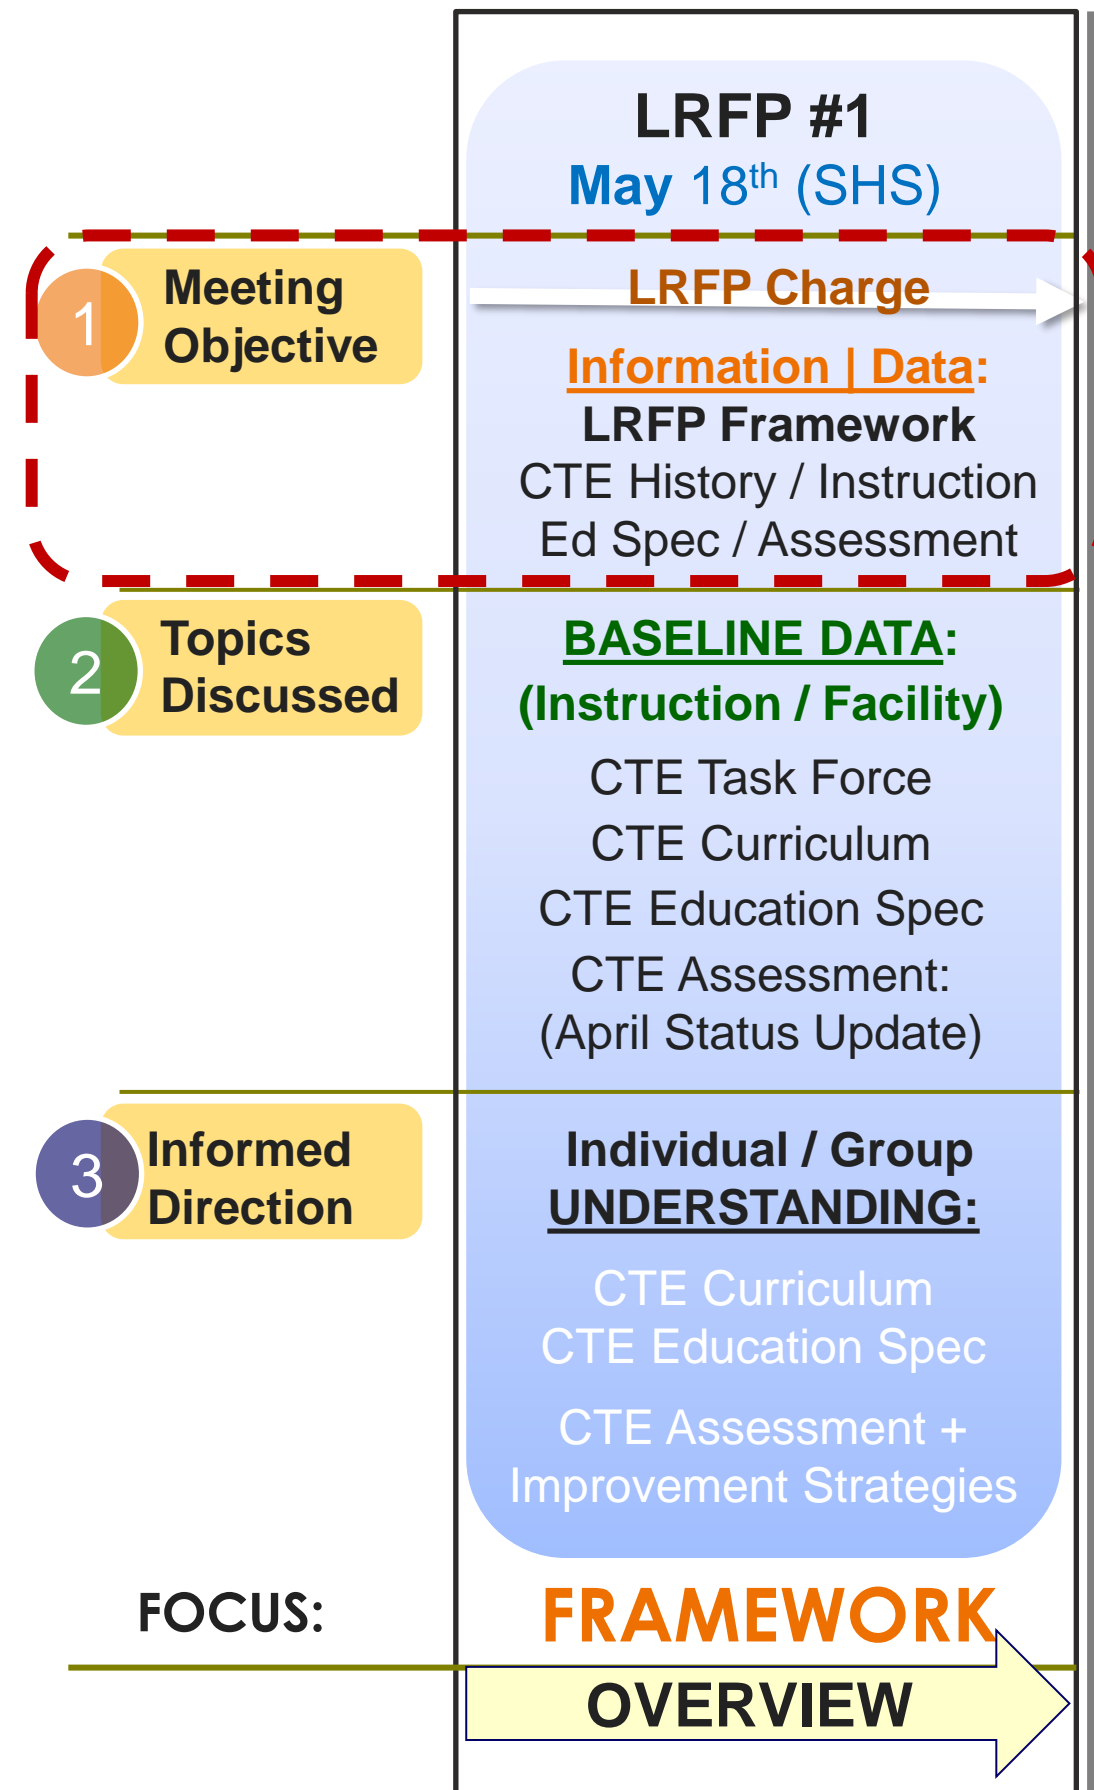 LRFP #1
May 18th (SHS)
1
Meeting
Objective
LRFP Charge
Information | Data:
LRFP Framework
CTE History / Instruction
Ed Spec / Assessment
2
Topics
Discussed
BASELINE DATA:
(Instruction / Facility)
CTE Task Force
CTE Curriculum
CTE Education Spec
CTE Assessment:
(April Status Update)
3
Informed
Direction
Individual / Group
UNDERSTANDING:
CTE Curriculum
CTE Education Spec
CTE Assessment +
Improvement Strategies
FOCUS:
FRAMEWORK
OVERVIEW